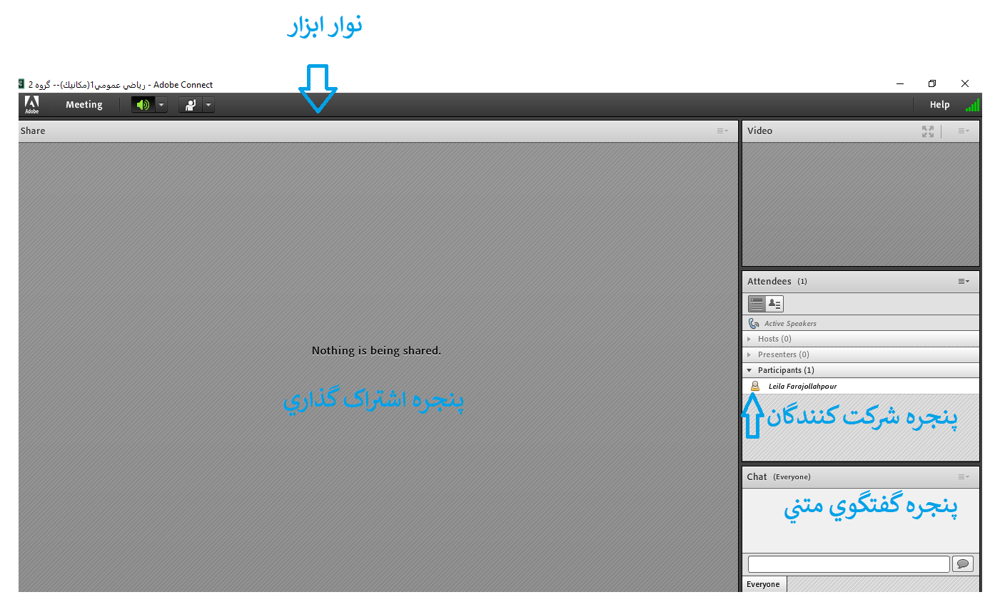 نوار ابزار
رياضي عمومي1(مكانيك)-- گروه 2 - Adobe Connect
Adobe
Meeting
Help
Share
Video
Attendees (1)
Active Speakers
Hosts (0)
Presenters (0)
Participants (1)
Leila Farajollahpour
Nothing is being shared.
پنجره اشتراک گذاري
پنجره شرکت کنندگان
Chat (Everyone)
پنجره گفتگوي متني
Everyone